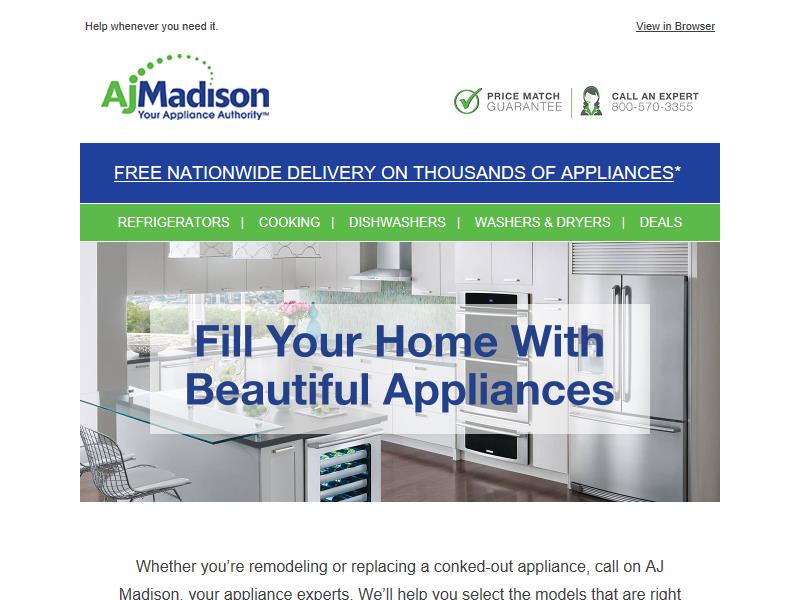 Help whenever you need it.
View in Browser
AjMadison
Your Appliance Authority™
PRICE MATCH
GUARANTEE
CALL AN EXPERT
800-570-3355
FREE NATIONWIDE DELIVERY ON THOUSANDS OF APPLIANCES*
REFRIGERATORS | COOKING | DISHWASHERS | WASHERS & DRYERS | DEALS
Fill Your Home With
Beautiful Appliances
Whether you’re remodeling or replacing a conked-out appliance, call on AJ
Madison, your appliance experts. We’ll help you select the models that are right